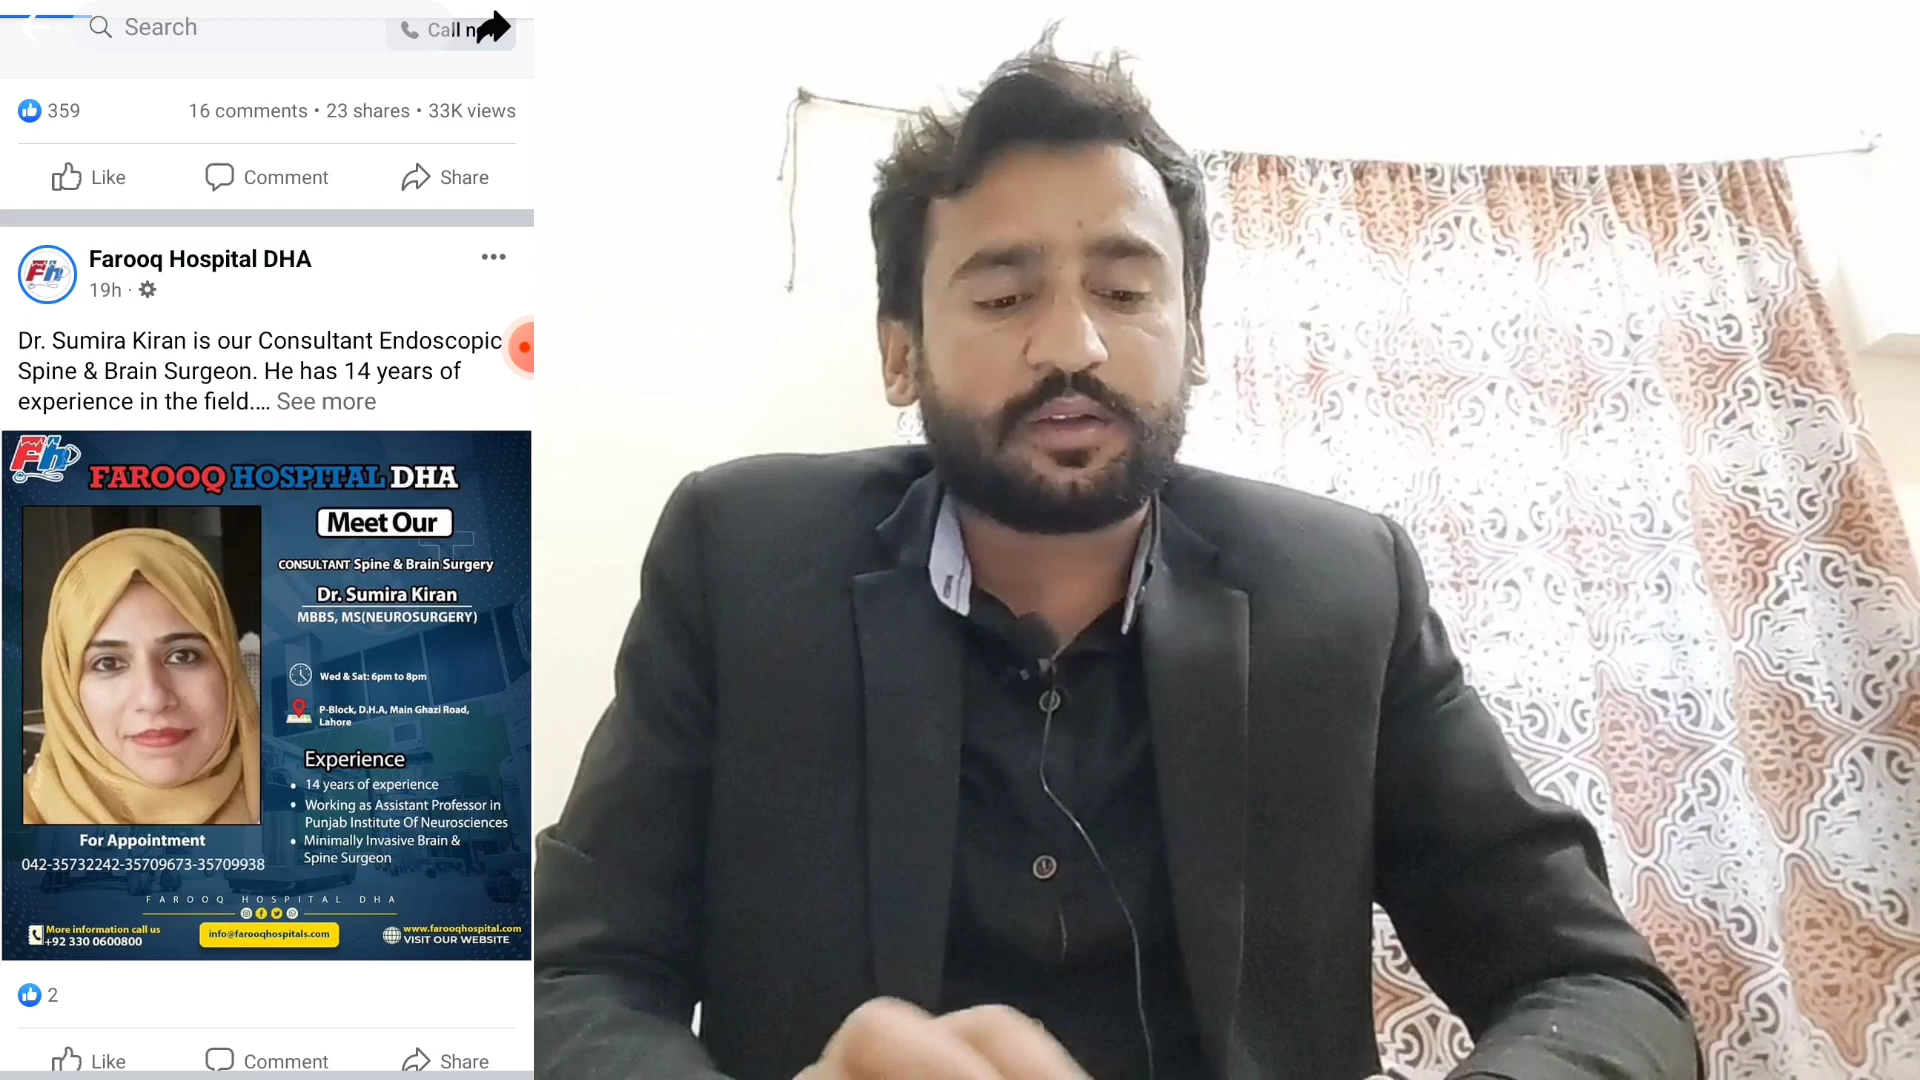 Search
Call n
359
16 comments • 23 shares • 33K views
Like
Comment
Share
Farooq Hospital DHA
19h ·
Dr. Sumira Kiran is our Consultant Endoscopic
Spine & Brain Surgeon. He has 14 years of
experience in the field.... See more
Fh
FAROOQ HOSPITAL DHA
Meet Our
CONSULTANT Spine & Brain Surgery
Dr. Sumira Kiran
MBBS, MS(NEUROSURGERY)
Wed & Sat: 6pm to 8pm
P-Block, D.H.A, Main Ghazi Road,
Lahore
Experience
• 14 years of experience
• Working as Assistant Professor in
Punjab Institute Of Neurosciences
• Minimally Invasive Brain &
Spine Surgeon
For Appointment
042-35732242-35709673-35709938
FAROOQ HOSPITAL DHA
More information call us
+92 330 0600800
info@farooqhospitals.com
www.farooqhospital.com
VISIT OUR WEBSITE
2
Like
Comment
Share